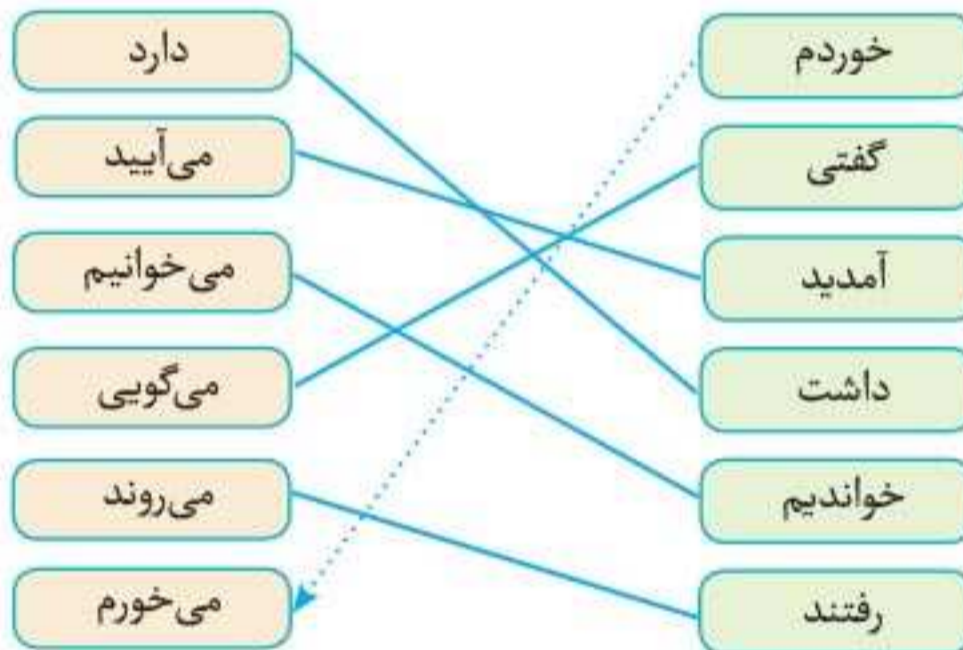 خوردم
گفتی
آمدید
داشت
خواندیم
رفتند
دارد
می‌آیید
می‌خوانیم
می‌گویی
می‌روند
می‌خورم